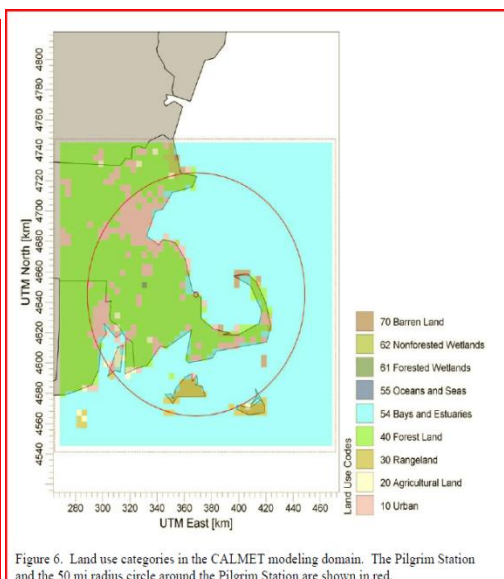 UTM North [km]
4800
4780
4760
4740
4720
4700
4680
4660
4640
4620
4600
4580
4560
4540
280 300 320 340 360 380 400 420 440 460
UTM East [km]
Land Use Codes
70 Barren Land
62 Nonforested Wetlands
61 Forested Wetlands
55 Oceans and Seas
54 Bays and Estuaries
40 Forest Land
30 Rangeland
20 Agricultural Land
10 Urban
Figure 6. Land use categories in the CALMET modeling domain. The Pilgrim Station
and the 50 mi radius circle around the Pilgrim Station are shown in red.